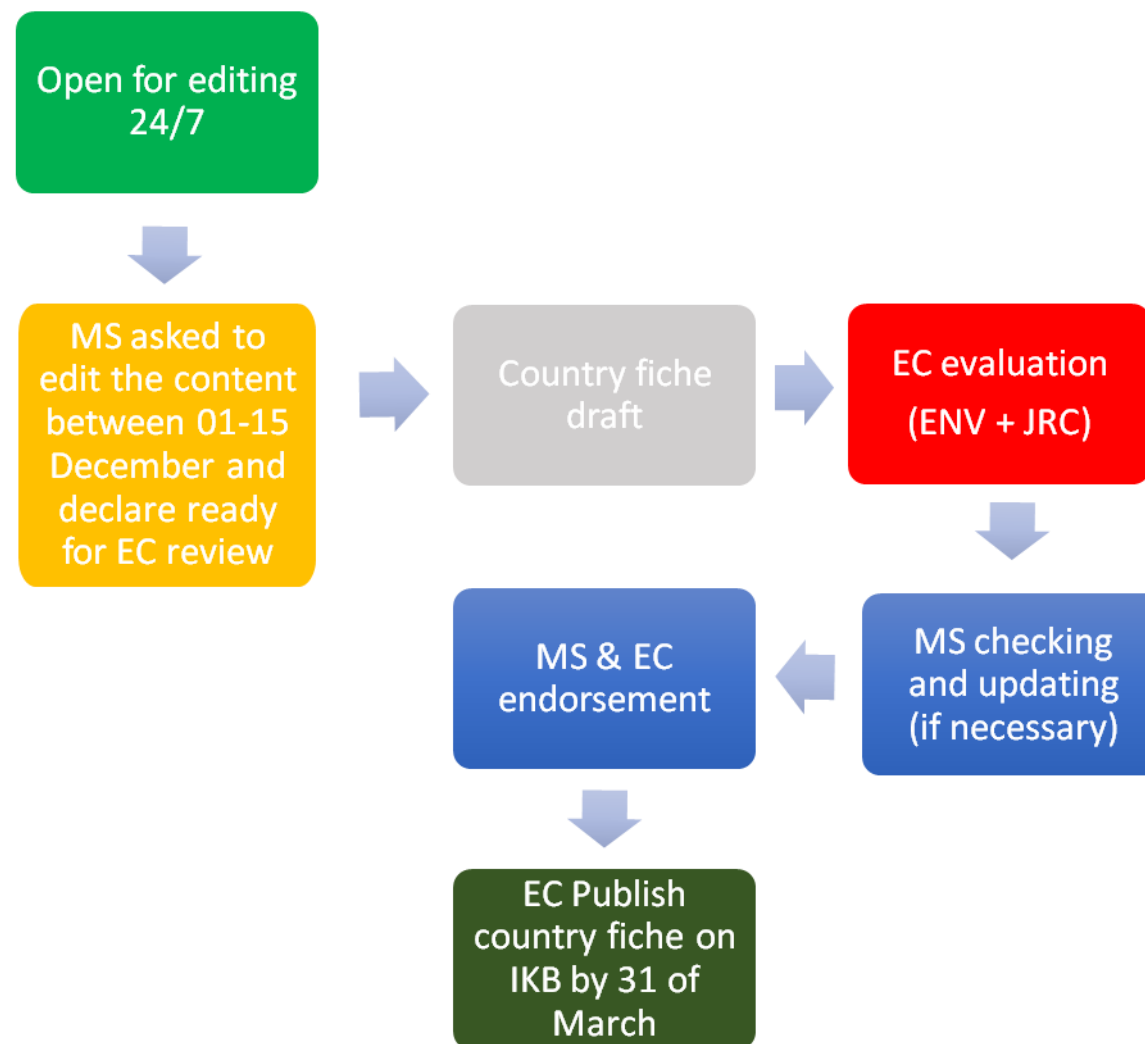 Open for editing
24/7
MS asked to
edit the content
between 01-15
December and
declare ready
for EC review
Country fiche
draft
EC evaluation
(ENV + JRC)
MS checking
and updating
(if necessary)
MS & EC
endorsement
EC Publish
country fiche on
IKB by 31 of
March